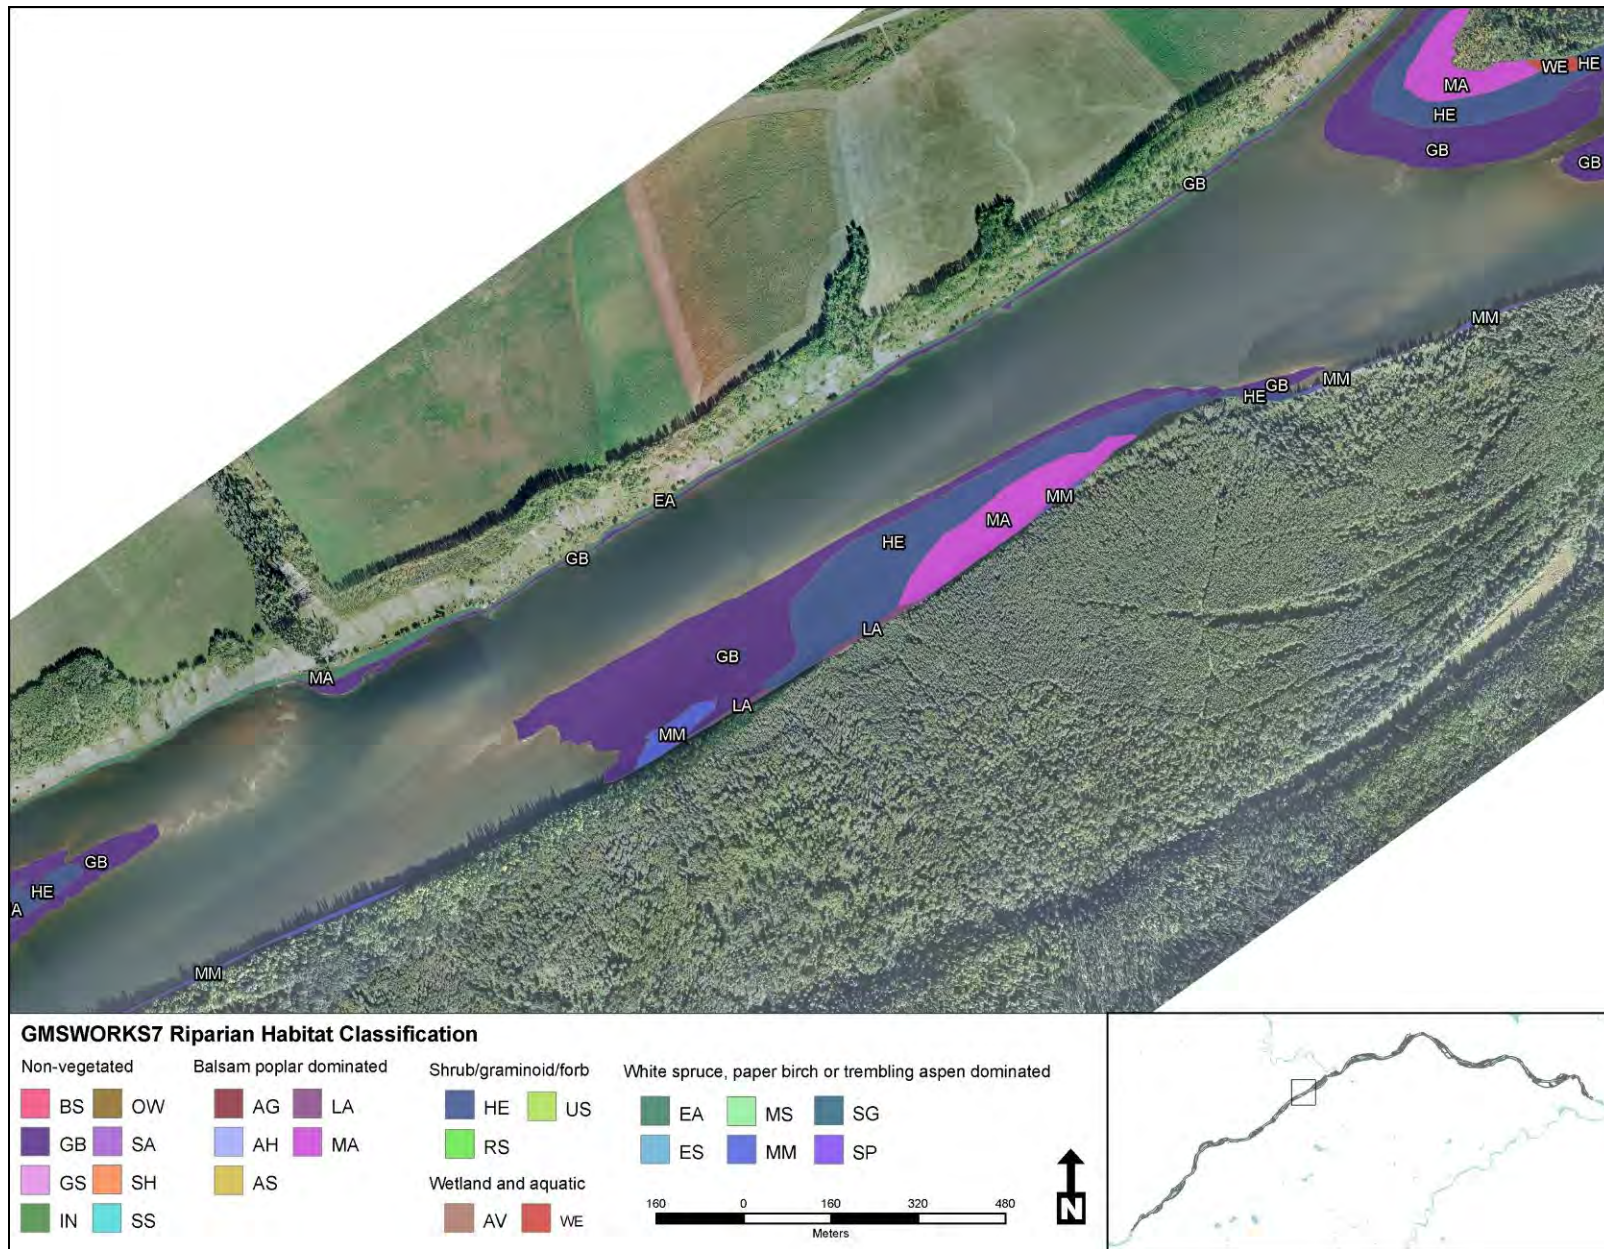 MA
WE
HE
HE
GB
GB
GB
MM
MM
GB
HE
EA
MM
MA
HE
GB
LA
GB
MA
LA
MM
GB
HE
A
MM
GMSWORKS7 Riparian Habitat Classification
Non-vegetated
BS OW
GB SA
GS SH
IN SS
Balsam poplar dominated
AG LA
AH MA
AS
Shrub/graminoid/forb
HE US
RS
Wetland and aquatic
AV WE
White spruce, paper birch or trembling aspen dominated
EA MS SG
ES MM SP
160 0 160 320 480
Meters
N